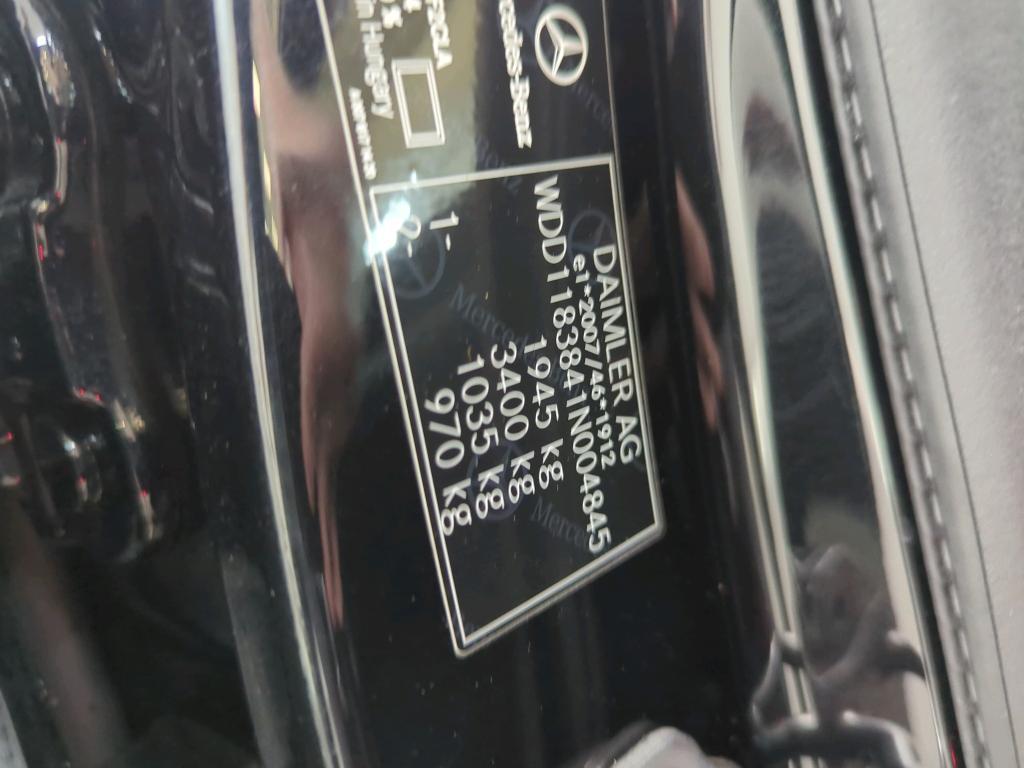 Mercedes-Benz
F2CLA
in Hungary
DAIMLER AG
e1*2007/46*1912
WDD1183841N004845
1945 kg
3400 kg
1- 1035 kg
2- 970 kg